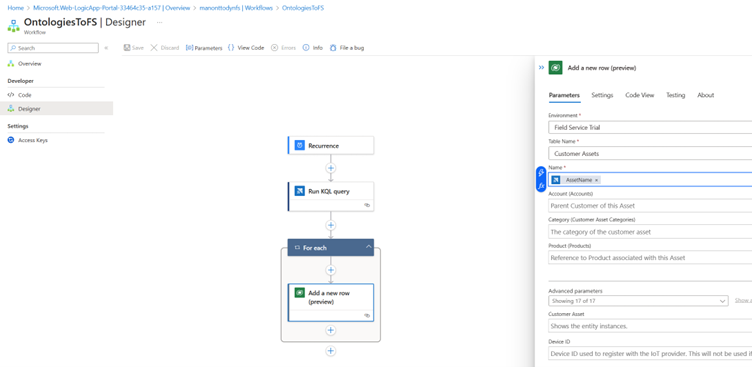 Home > Microsoft.Web-LogicApp-Portal-33464c35-a157 | Overview > manonttodynfs | Workflows > OntologiesToFS
OntologiesToFS | Designer ...
Workflow
Search
«
Save Discard Parameters View Code Errors Info File a bug
Overview
Developer
Code
Designer
Settings
Access Keys
Recurrence
Run KQL query
For each
Add a new row
(preview)
Add a new row (preview)
Parameters Settings Code View Testing About
Environment *
Field Service Trial
Table Name *
Customer Assets
Name *
AssetName ×
fx
Account (Accounts)
Parent Customer of this Asset
Category (Customer Asset Categories)
The category of the customer asset
Product (Products)
Reference to Product associated with this Asset
Advanced parameters
Showing 17 of 17
Show
Customer Asset
Shows the entity instances.
Device ID
Device ID used to register with the IoT provider. This will not be used i